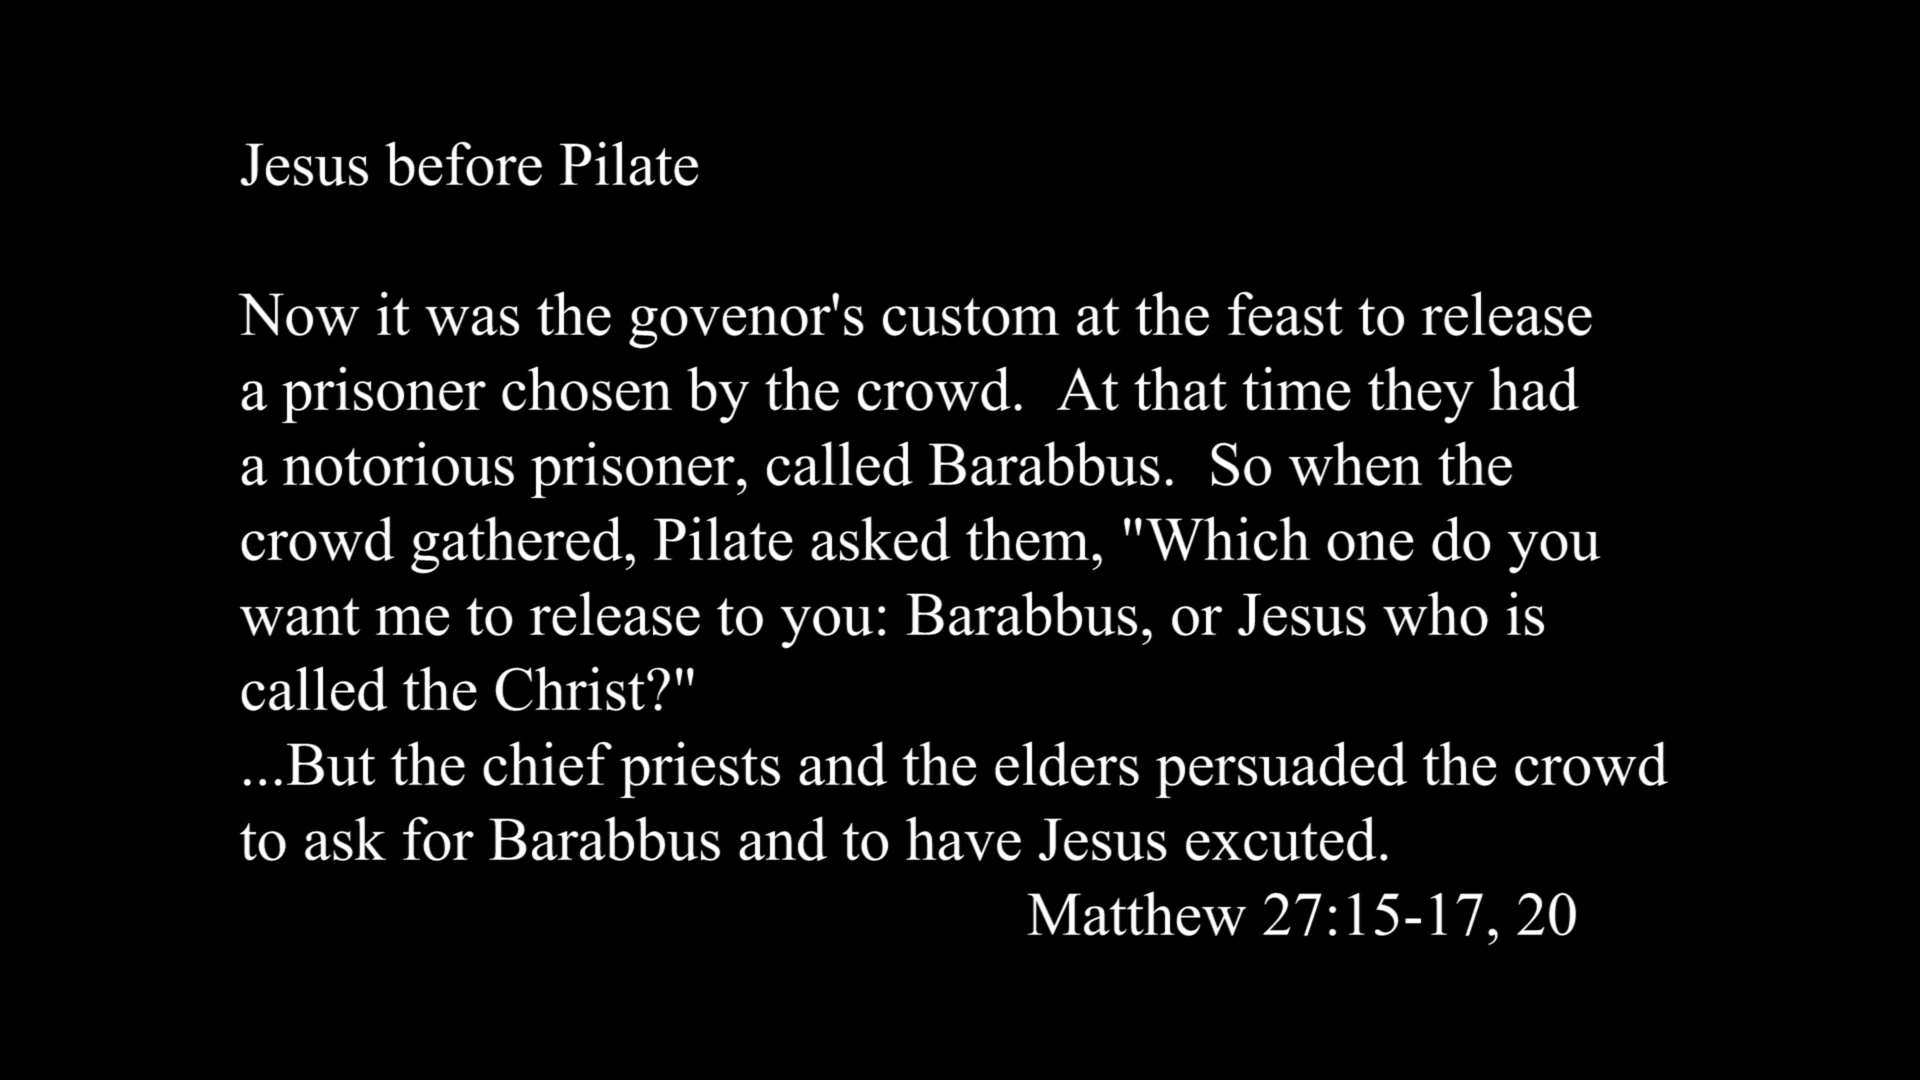 Jesus before Pilate
Now it was the govenor's custom at the feast to release
a prisoner chosen by the crowd.  At that time they had
a notorious prisoner, called Barabbus.  So when the
crowd gathered, Pilate asked them, "Which one do you
want me to release to you: Barabbus, or Jesus who is
called the Christ?"
...But the chief priests and the elders persuaded the crowd
to ask for Barabbus and to have Jesus excuted.
Matthew 27:15-17, 20